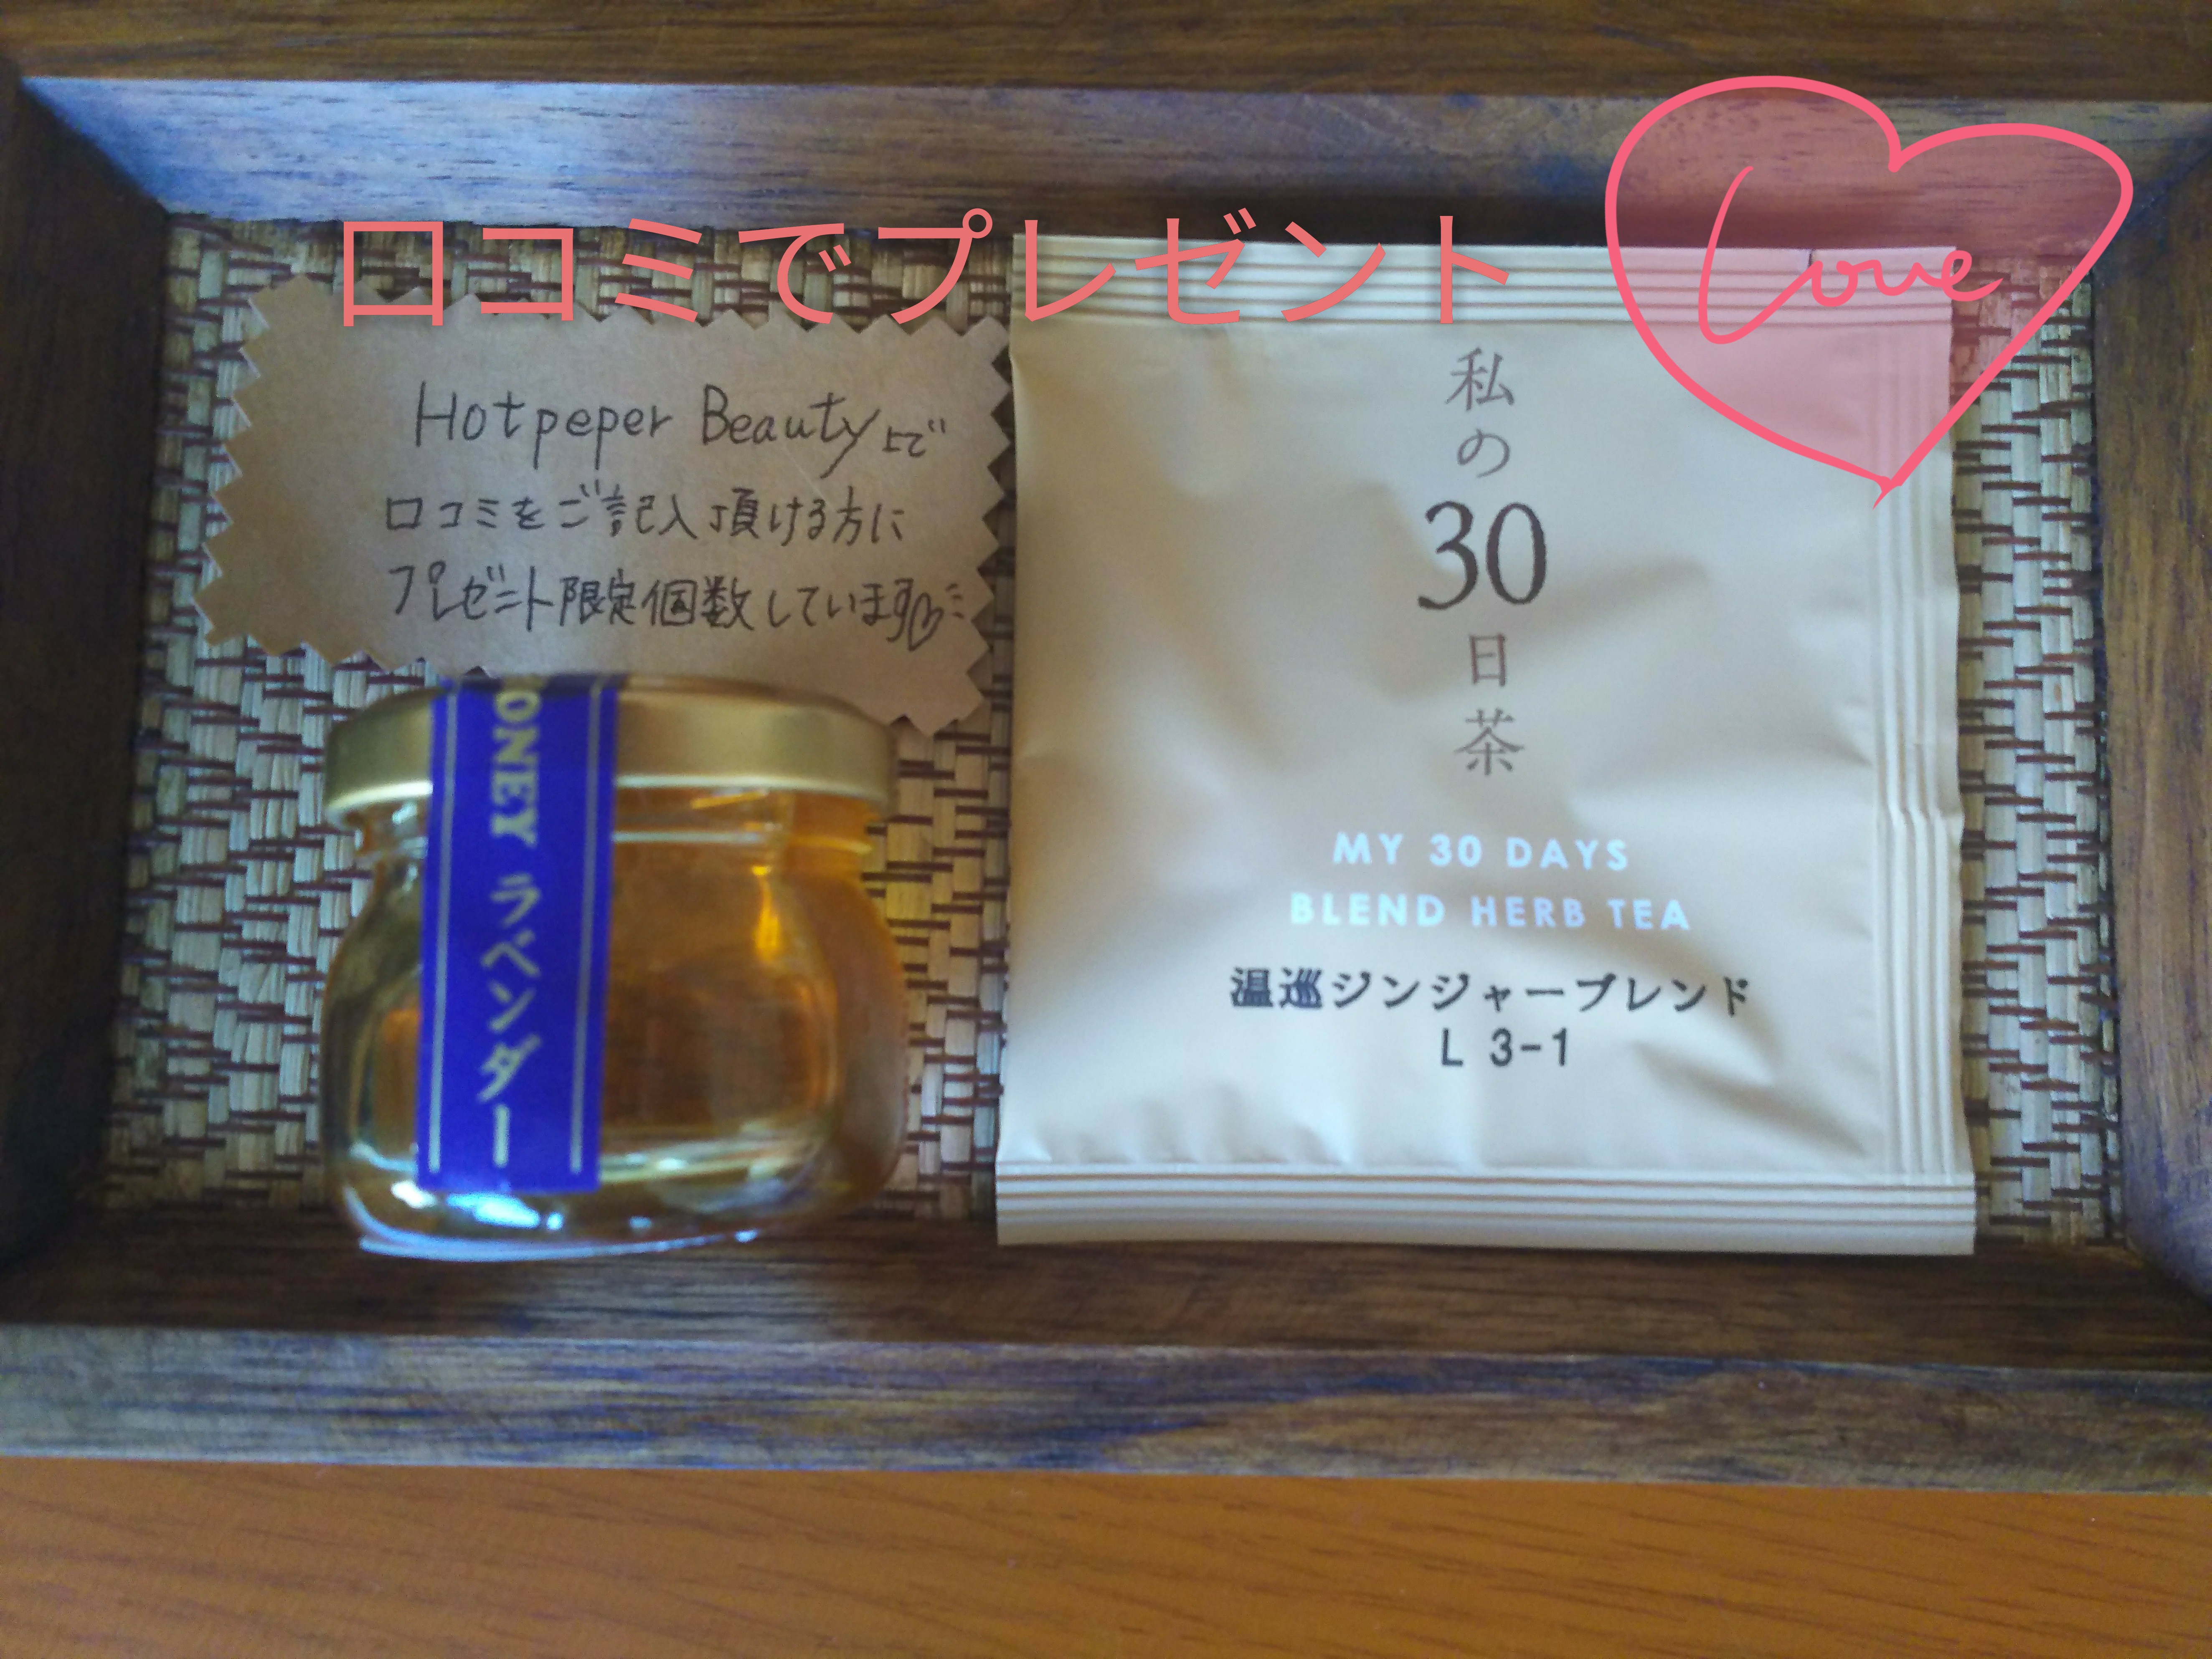 口コミでプレゼント
Love
Hotpeper Beauty上で
口コミをご記入頂ける方に
プレゼント限定個数しています
私の30日茶
MY 30 DAYS
BLEND HERB TEA
温巡ジンジャーブレンド
L 3-1
ONEY ラベンダー